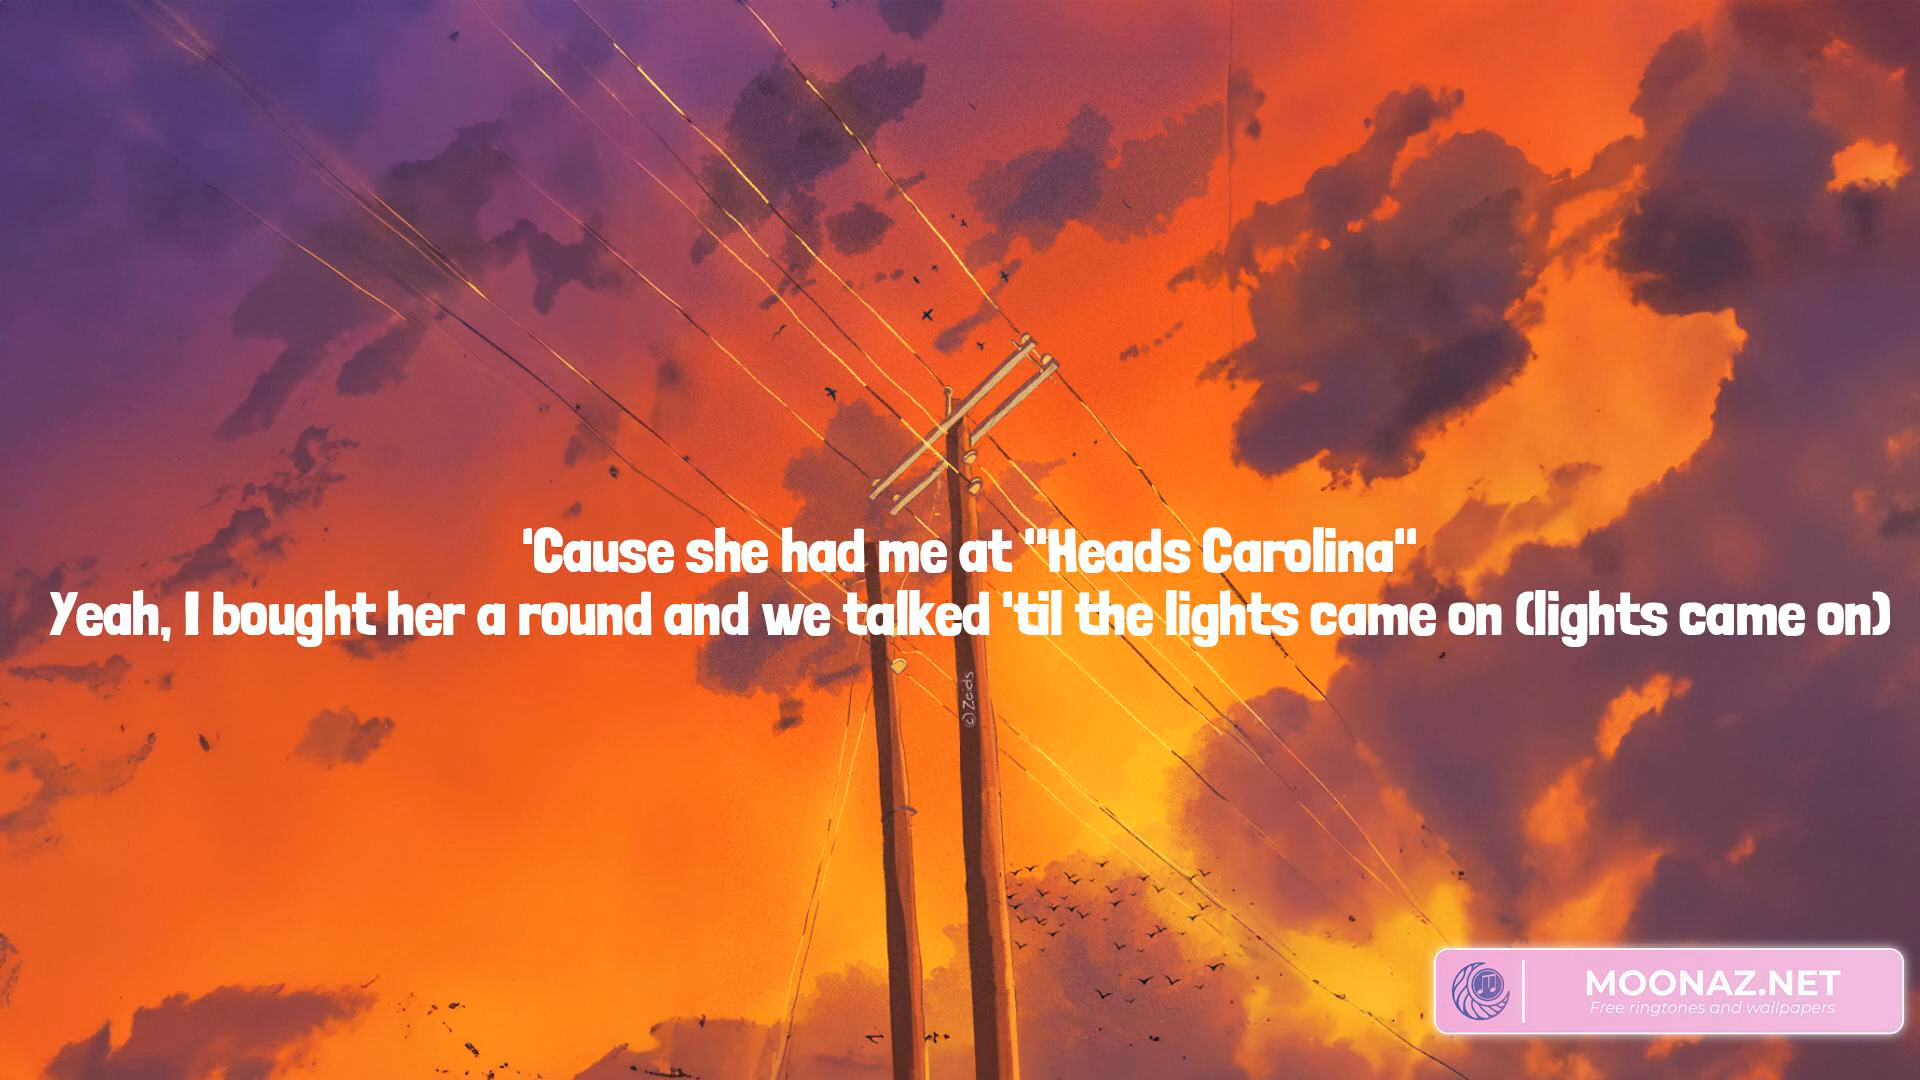 'Cause she had me at "Heads Carolina"
Yeah, I bought her a round and we talked 'til the lights came on (lights came on)
(c) Zeids
MOONAZ.NET
Free ringtones and wallpapers